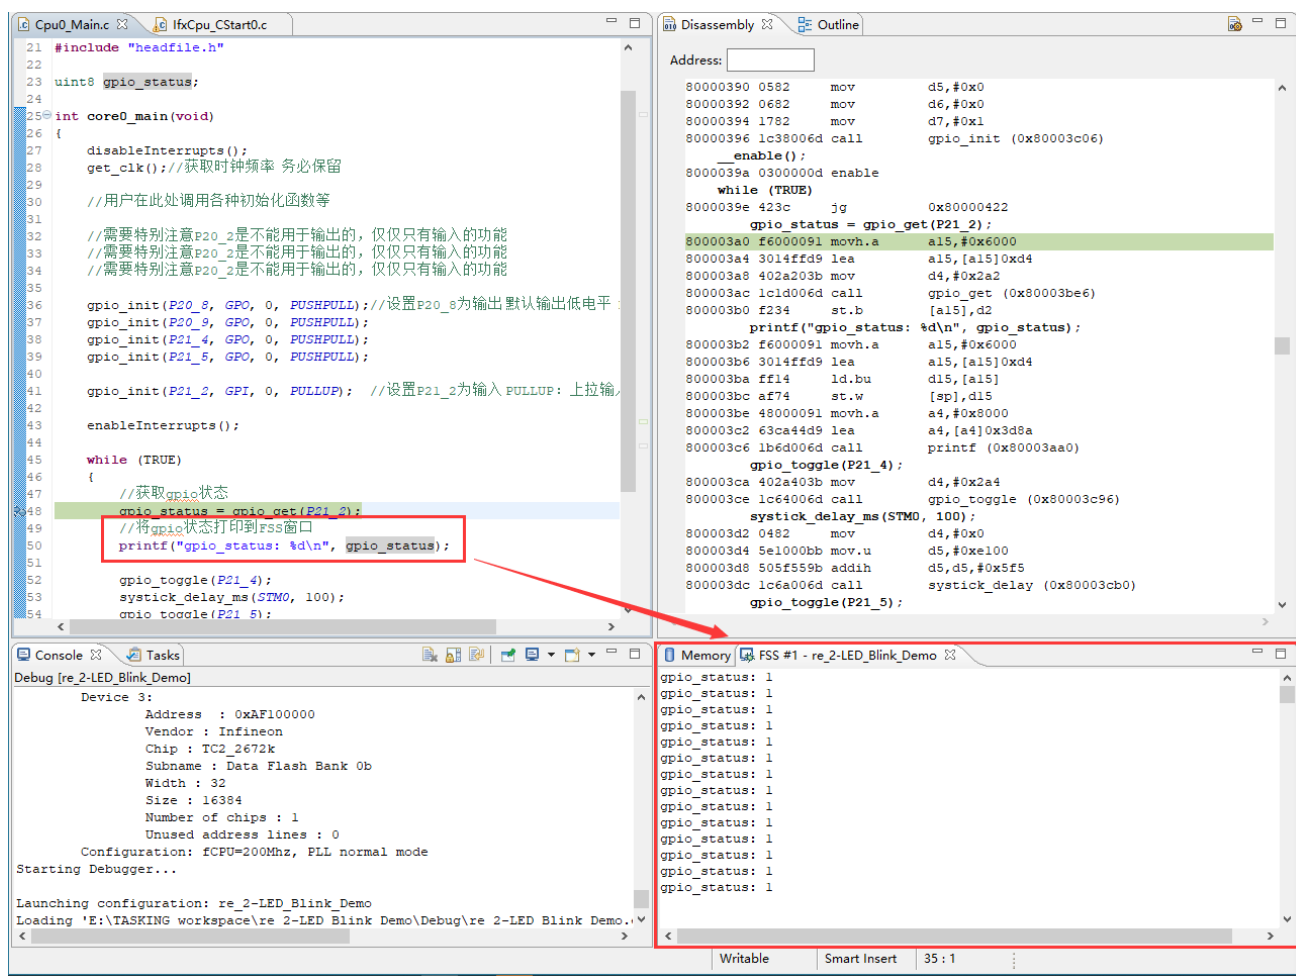 Cpu0_Main.c
IfxCpu_CStart0.c
21 #include "headfile.h"
22
23 uint8 gpio_status;
24
25 int core0_main(void)
26 {
27 disableInterrupts();
28 get_clk();//获取时钟频率 务必保留
29
30 //用户在此处调用各种初始化函数等
31
32 //需要特别注意P20_2是不能用于输出的，仅仅只有输入的功能
33 //需要特别注意P20_2是不能用于输出的，仅仅只有输入的功能
34 //需要特别注意P20_2是不能用于输出的，仅仅只有输入的功能
35
36 gpio_init(P20_8, GPO, 0, PUSHPULL);//设置P20_8为输出 默认输出低电平
37 gpio_init(P20_9, GPO, 0, PUSHPULL);
38 gpio_init(P21_4, GPO, 0, PUSHPULL);
39 gpio_init(P21_5, GPO, 0, PUSHPULL);
40
41 gpio_init(P21_2, GPI, 0, PULLUP); //设置P21_2为输入 PULLUP：上拉输入
42
43 enableInterrupts();
44
45 while (TRUE)
46 {
47 //获取gpio状态
48 gpio_status = gpio_get(P21_2);
49 //将gpio状态打印到FSS窗口
50 printf("gpio_status: %d\n", gpio_status);
51
52 gpio_toggle(P21_4);
53 systick_delay_ms(STM0, 100);
54 gpio_toggle(P21_5);
Disassembly
Outline
Address:
80000390 0582 mov d5,#0x0
80000392 0682 mov d6,#0x0
80000394 1782 mov d7,#0x1
80000396 1c38006d call gpio_init (0x80003c06)
__enable();
8000039a 0300000d enable
while (TRUE)
8000039e 423c jg 0x80000422
gpio_status = gpio_get(P21_2);
800003a0 f6000091 movh.a a15,#0x6000
800003a4 3014ffd9 lea a15,[a15]0xd4
800003a8 402a203b mov d4,#0x2a2
800003ac 1c1d006d call gpio_get (0x80003be6)
800003b0 f234 st.b [a15],d2
printf("gpio_status: %d\n", gpio_status);
800003b2 f6000091 movh.a a15,#0x6000
800003b6 3014ffd9 lea a15,[a15]0xd4
800003ba ff14 ld.bu d15,[a15]
800003bc af74 st.w [sp],d15
800003be 48000091 movh.a a4,#0x8000
800003c2 63ca44d9 lea a4,[a4]0x3d8a
800003c6 1b6d006d call printf (0x80003aa0)
gpio_toggle(P21_4);
800003ca 402a403b mov d4,#0x2a4
800003ce 1c64006d call gpio_toggle (0x80003c96)
systick_delay_ms(STM0, 100);
800003d2 0482 mov d4,#0x0
800003d4 5e1000bb mov.u d5,#0xe100
800003d8 505f559b addih d5,d5,#0x5f5
800003dc 1c6a006d call systick_delay (0x80003cb0)
gpio_toggle(P21_5);
Console
Tasks
Debug [re_2-LED_Blink_Demo]
Device 3:
Address : 0xAF100000
Vendor : Infineon
Chip : TC2_2672k
Subname : Data Flash Bank 0b
Width : 32
Size : 16384
Number of chips : 1
Unused address lines : 0
Configuration: fCPU=200Mhz, PLL normal mode
Starting Debugger...
Launching configuration: re_2-LED_Blink_Demo
Loading 'E:\TASKING workspace\re 2-LED Blink Demo\Debug\re 2-LED Blink Demo.
Memory
FSS #1 - re_2-LED_Blink_Demo
gpio_status: 1
gpio_status: 1
gpio_status: 1
gpio_status: 1
gpio_status: 1
gpio_status: 1
gpio_status: 1
gpio_status: 1
gpio_status: 1
gpio_status: 1
gpio_status: 1
gpio_status: 1
gpio_status: 1
gpio_status: 1
Writable
Smart Insert
35 : 1